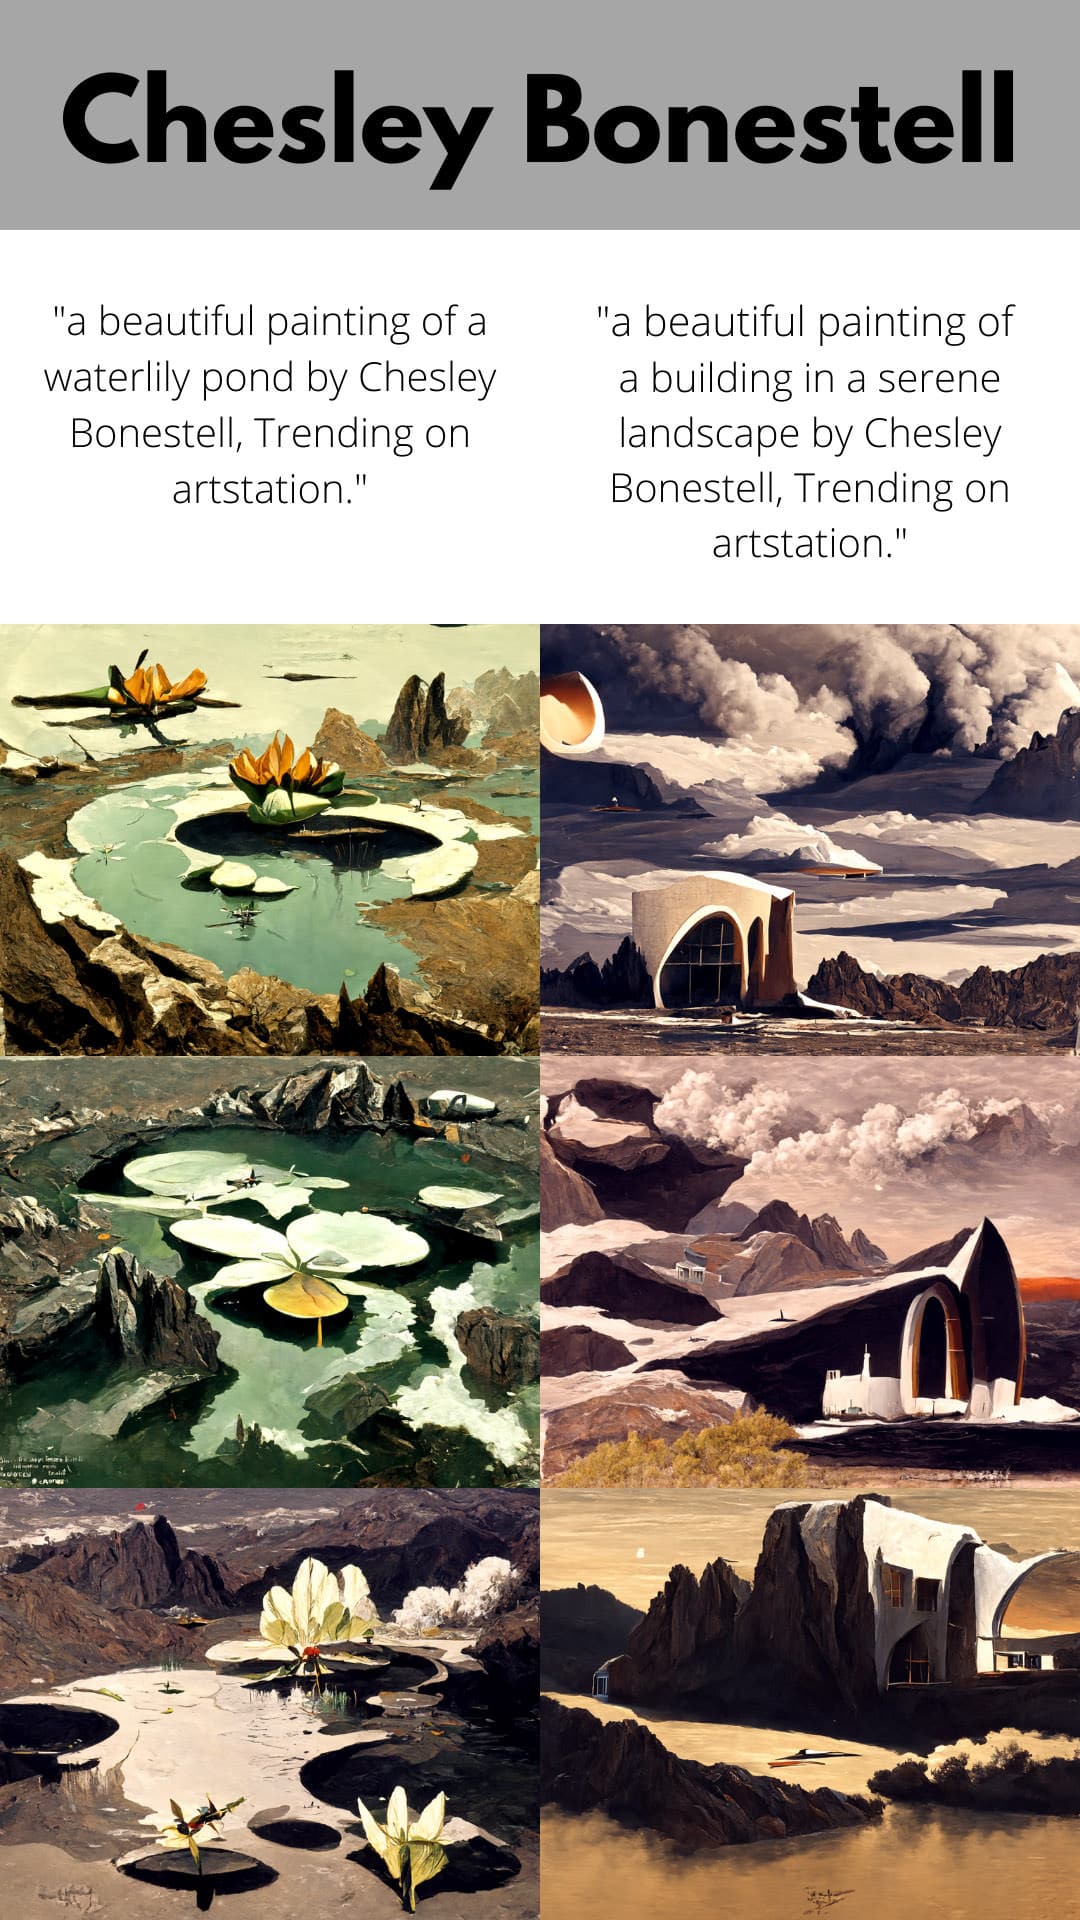 Chesley Bonestell
"a beautiful painting of a
waterlily pond by Chesley
Bonestell, Trending on
artstation."
"a beautiful painting of
a building in a serene
landscape by Chesley
Bonestell, Trending on
artstation."